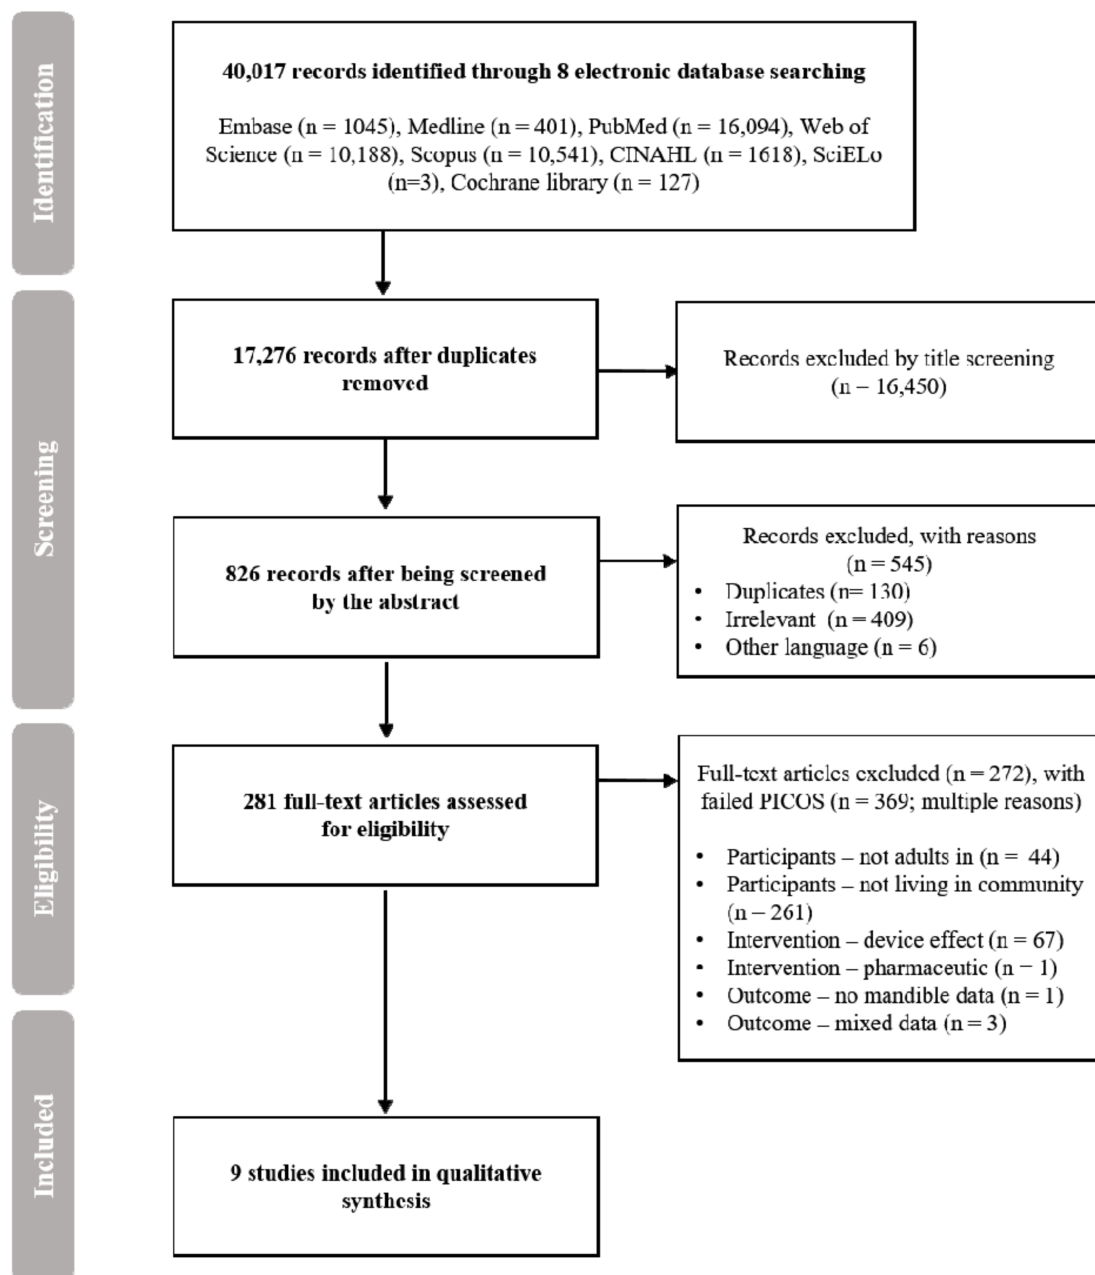 Identification
40,017 records identified through 8 electronic database searching
Embase (n = 1045), Medline (n = 401), PubMed (n = 16,094), Web of
Science (n = 10,188), Scopus (n = 10,541), CINAHL (n = 1618), SciELo
(n=3), Cochrane library (n = 127)
Screening
17,276 records after duplicates
removed
Records excluded by title screening
(n – 16,450)
826 records after being screened
by the abstract
Records excluded, with reasons
(n = 545)
• Duplicates (n= 130)
• Irrelevant (n = 409)
• Other language (n = 6)
Eligibility
281 full-text articles assessed
for eligibility
Full-text articles excluded (n = 272), with
failed PICOS (n = 369; multiple reasons)
• Participants – not adults in (n = 44)
• Participants – not living in community
(n – 261)
• Intervention – device effect (n = 67)
• Intervention – pharmaceutic (n – 1)
• Outcome – no mandible data (n = 1)
• Outcome – mixed data (n = 3)
Included
9 studies included in qualitative
synthesis